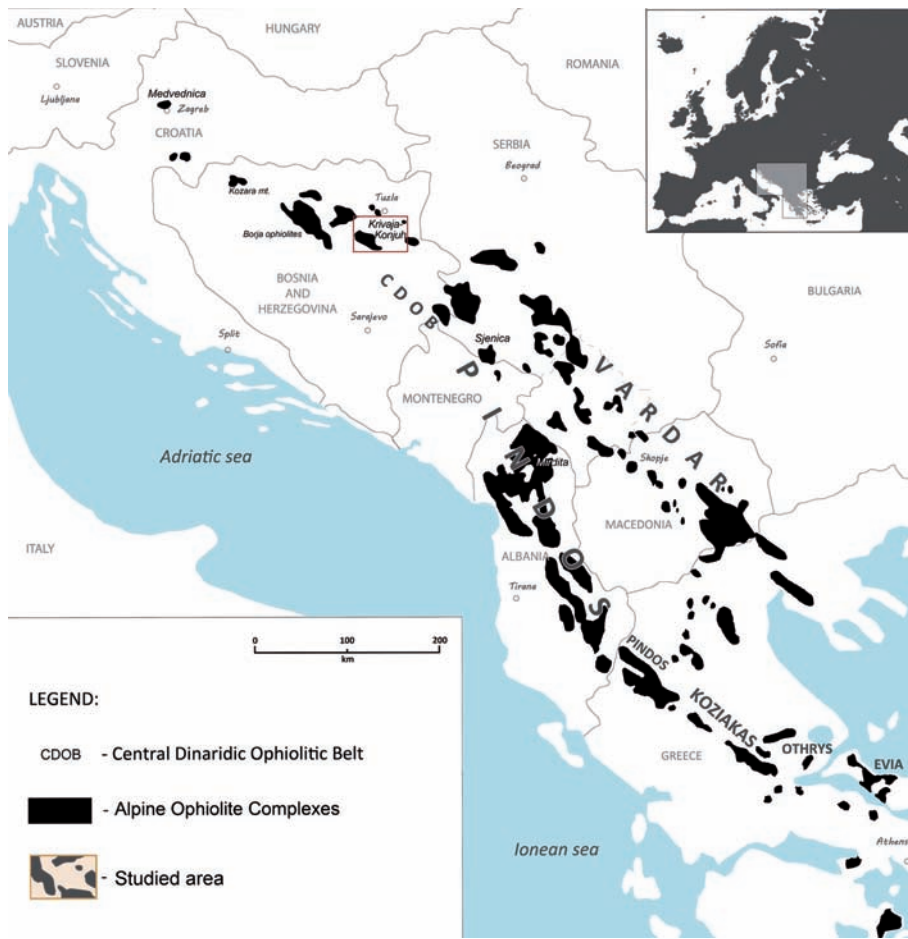 AUSTRIA
HUNGARY
SLOVENIA
ROMANIA
Ljubljana
Medvednica
Zagreb
CROATIA
SERBIA
Beograd
Kozara mt.
Tuzla
Krivaja-
Konjuh
Borja ophiolites
BOSNIA
AND
HERZEGOVINA
CDOB
BULGARIA
Sarajevo
Split
Sjenica
Sofia
VARDAR
PINDOS
MONTENEGRO
Adriatic sea
Mirdita
Skopje
MACEDONIA
ITALY
ALBANIA
Tirana
0 100 200
km
PINDOS
LEGEND:
KOZIAKAS
OTHRYS
CDOB - Central Dinaridic Ophiolitic Belt
GREECE
EVIA
- Alpine Ophiolite Complexes
Ionean sea
Athens
- Studied area